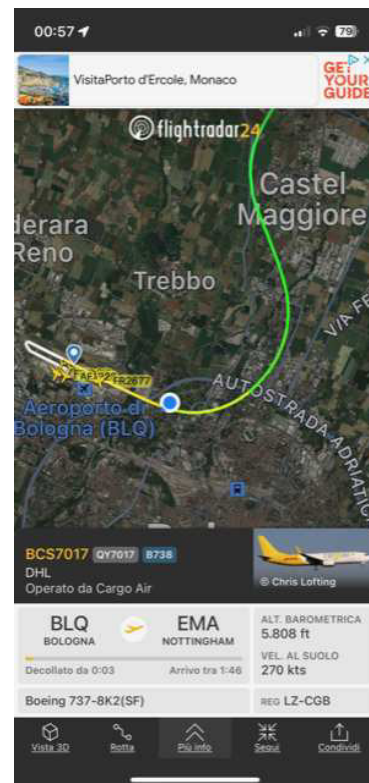 00:57
79
VisitaPorto d'Ercole, Monaco
GET
YOUR
GUIDE
flightradar24
Castel
Maggiore
derara
Reno
Trebbo
VIA FE
FR2677
AUTOSTRADA ADRIATIC
Aeroporto di
Bologna (BLQ)
BCS7017 QY7017 B738
DHL
Operato da Cargo Air
© Chris Lofting
BLQ
BOLOGNA
EMA
NOTTINGHAM
Decollato da 0:03
Arrivo tra 1:46
ALT. BAROMETRICA
5.808 ft
VEL. AL SUOLO
270 kts
Boeing 737-8K2(SF)
REG LZ-CGB
Vista 3D
Rotta
Più info
Segui
Condividi